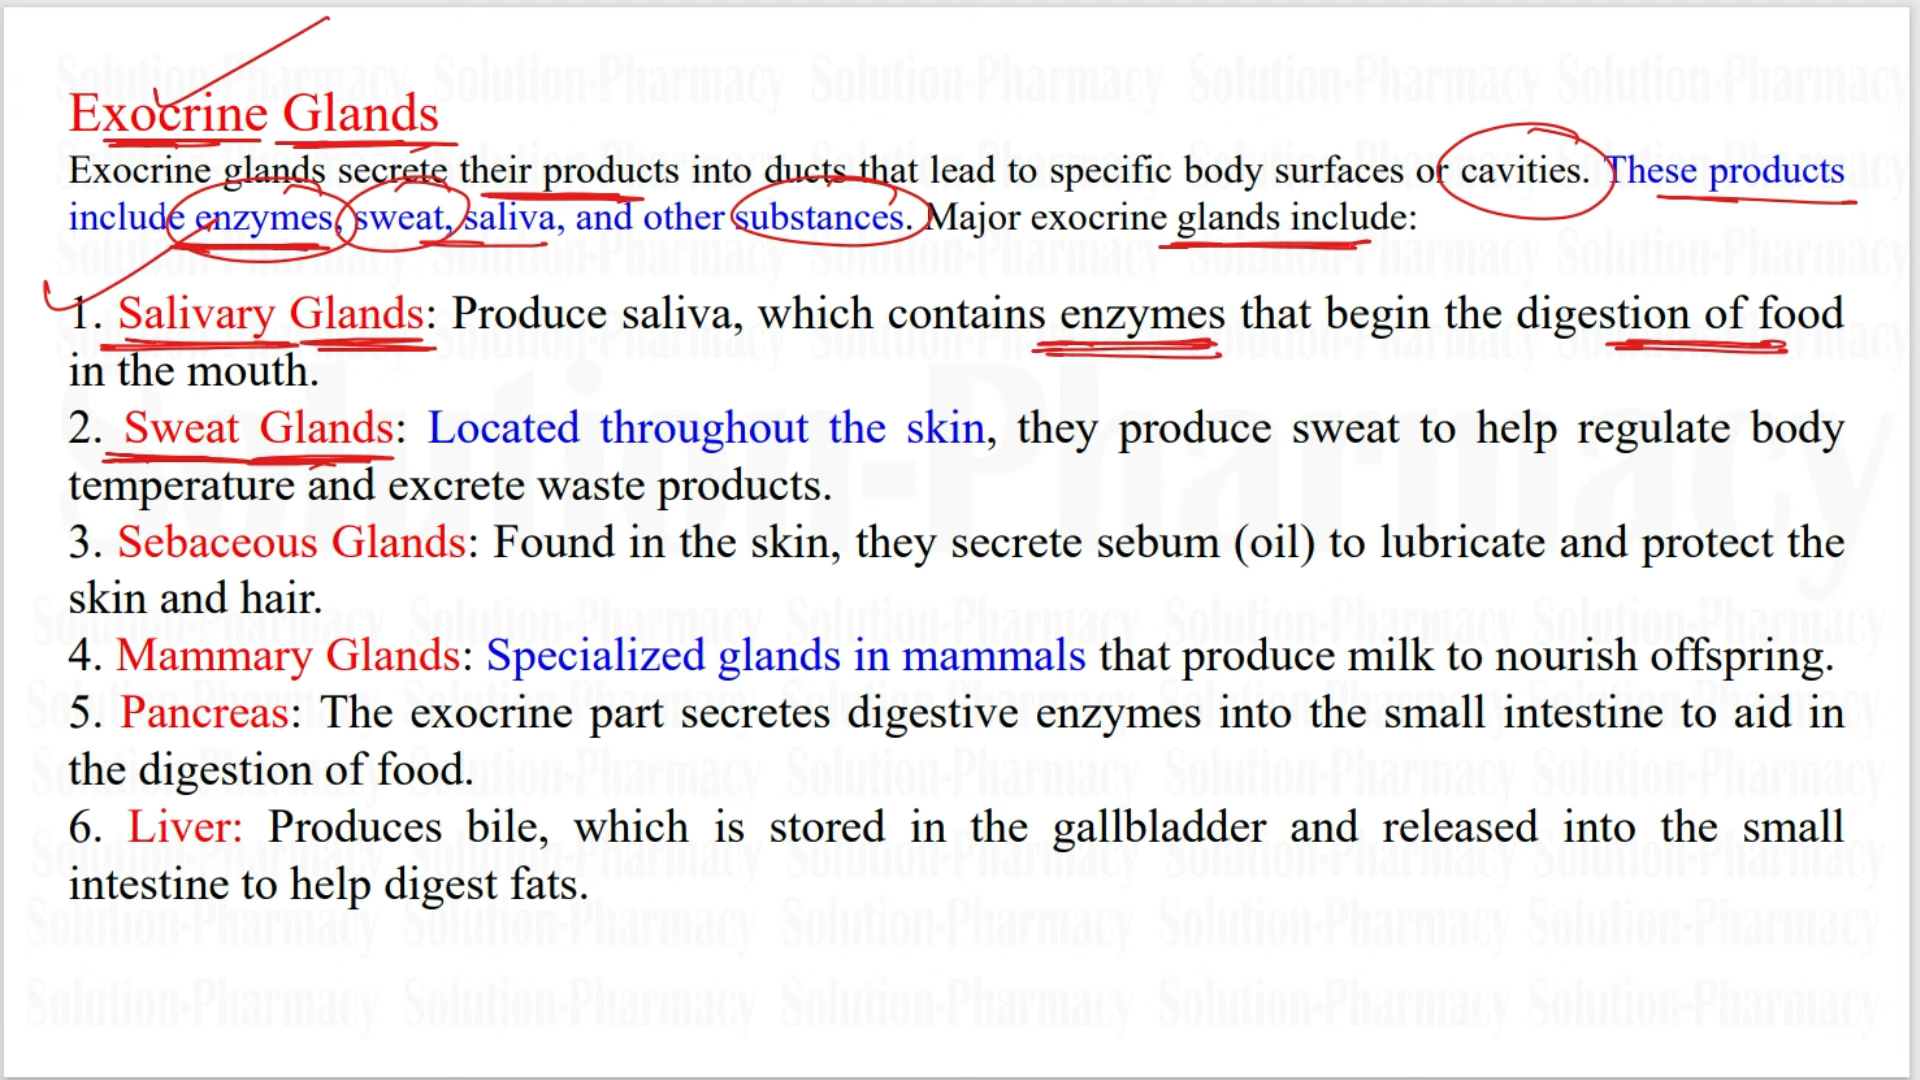 Exocrine Glands
Exocrine glands secrete their products into ducts that lead to specific body surfaces or cavities. These products
include enzymes, sweat, saliva, and other substances. Major exocrine glands include:
1. Salivary Glands: Produce saliva, which contains enzymes that begin the digestion of food
in the mouth.
2. Sweat Glands: Located throughout the skin, they produce sweat to help regulate body
temperature and excrete waste products.
3. Sebaceous Glands: Found in the skin, they secrete sebum (oil) to lubricate and protect the
skin and hair.
4. Mammary Glands: Specialized glands in mammals that produce milk to nourish offspring.
5. Pancreas: The exocrine part secretes digestive enzymes into the small intestine to aid in
the digestion of food.
6. Liver: Produces bile, which is stored in the gallbladder and released into the small
intestine to help digest fats.
Solution-Pharmacy